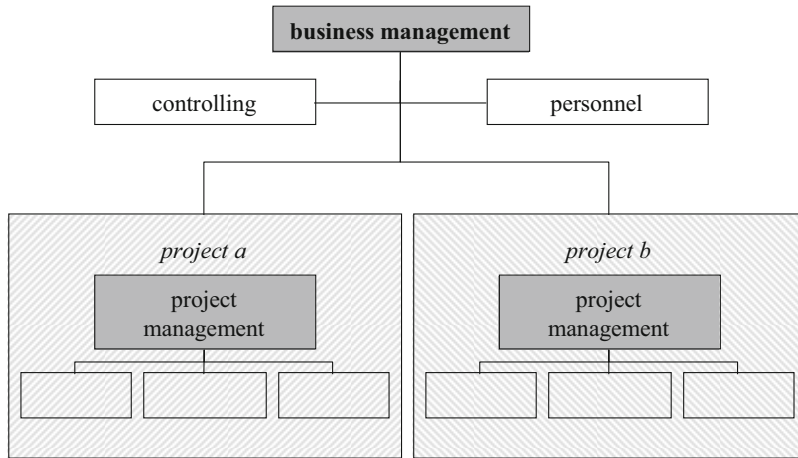 business management
controlling
personnel
project a
project b
project
management
project
management